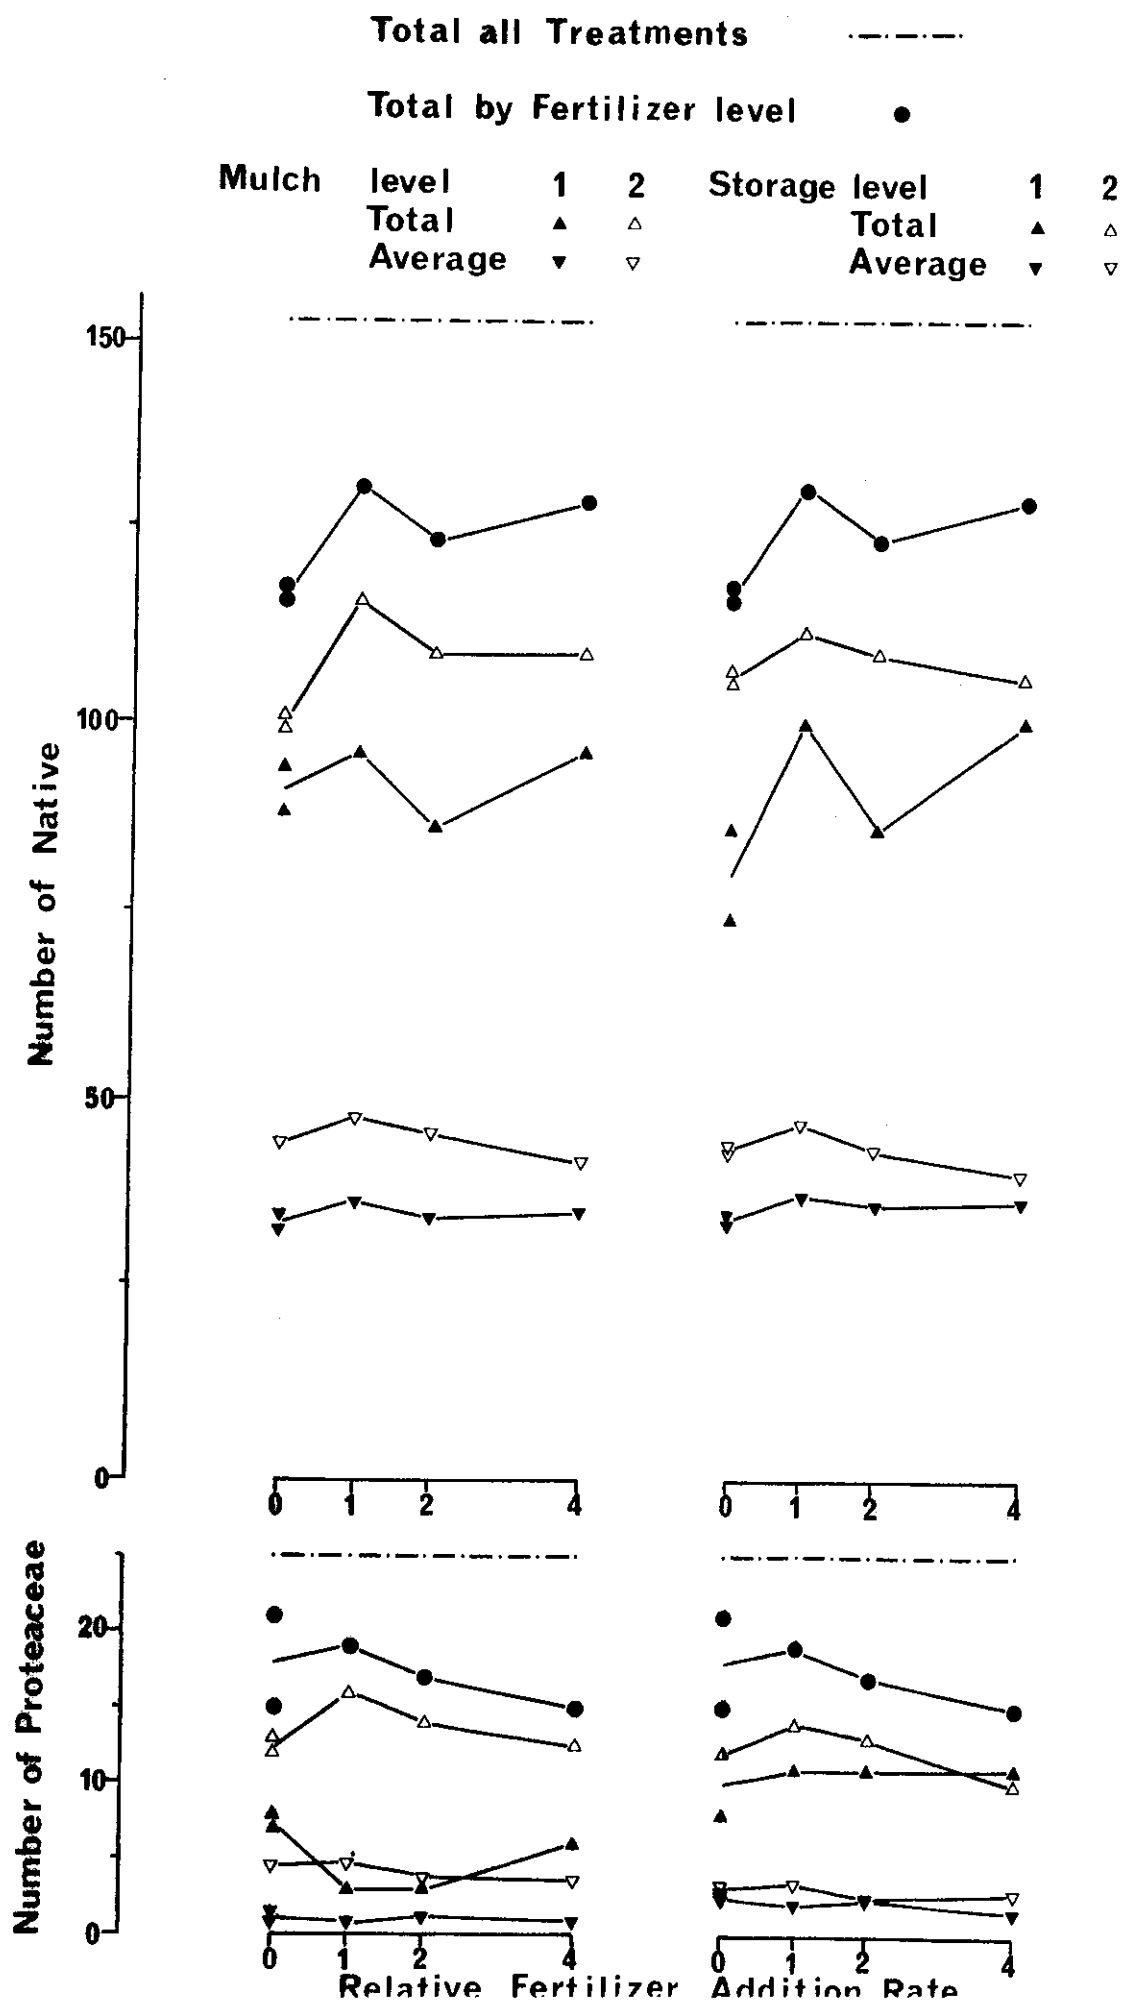 Total all Treatments
Total by Fertilizer level
Mulch level 1 2 Storage level 1 2
Total Total
Average Average
150
100
50
0
Number of Native
0 1 2 4 0 1 2 4
20
10
0
Number of Proteaceae
0 1 2 4 0 1 2 4
Relative Fertilizer Addition Rate